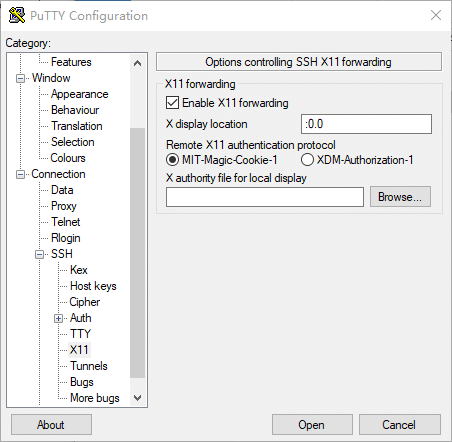 PuTTY Configuration
Category:
Features
Window
Appearance
Behaviour
Translation
Selection
Colours
Connection
Data
Proxy
Telnet
Rlogin
SSH
Kex
Host keys
Cipher
Auth
TTY
X11
Tunnels
Bugs
More bugs
Options controlling SSH X11 forwarding
X11 forwarding
Enable X11 forwarding
X display location :0.0
Remote X11 authentication protocol
MIT-Magic-Cookie-1 XDM-Authorization-1
X authority file for local display
Browse...
About Open Cancel